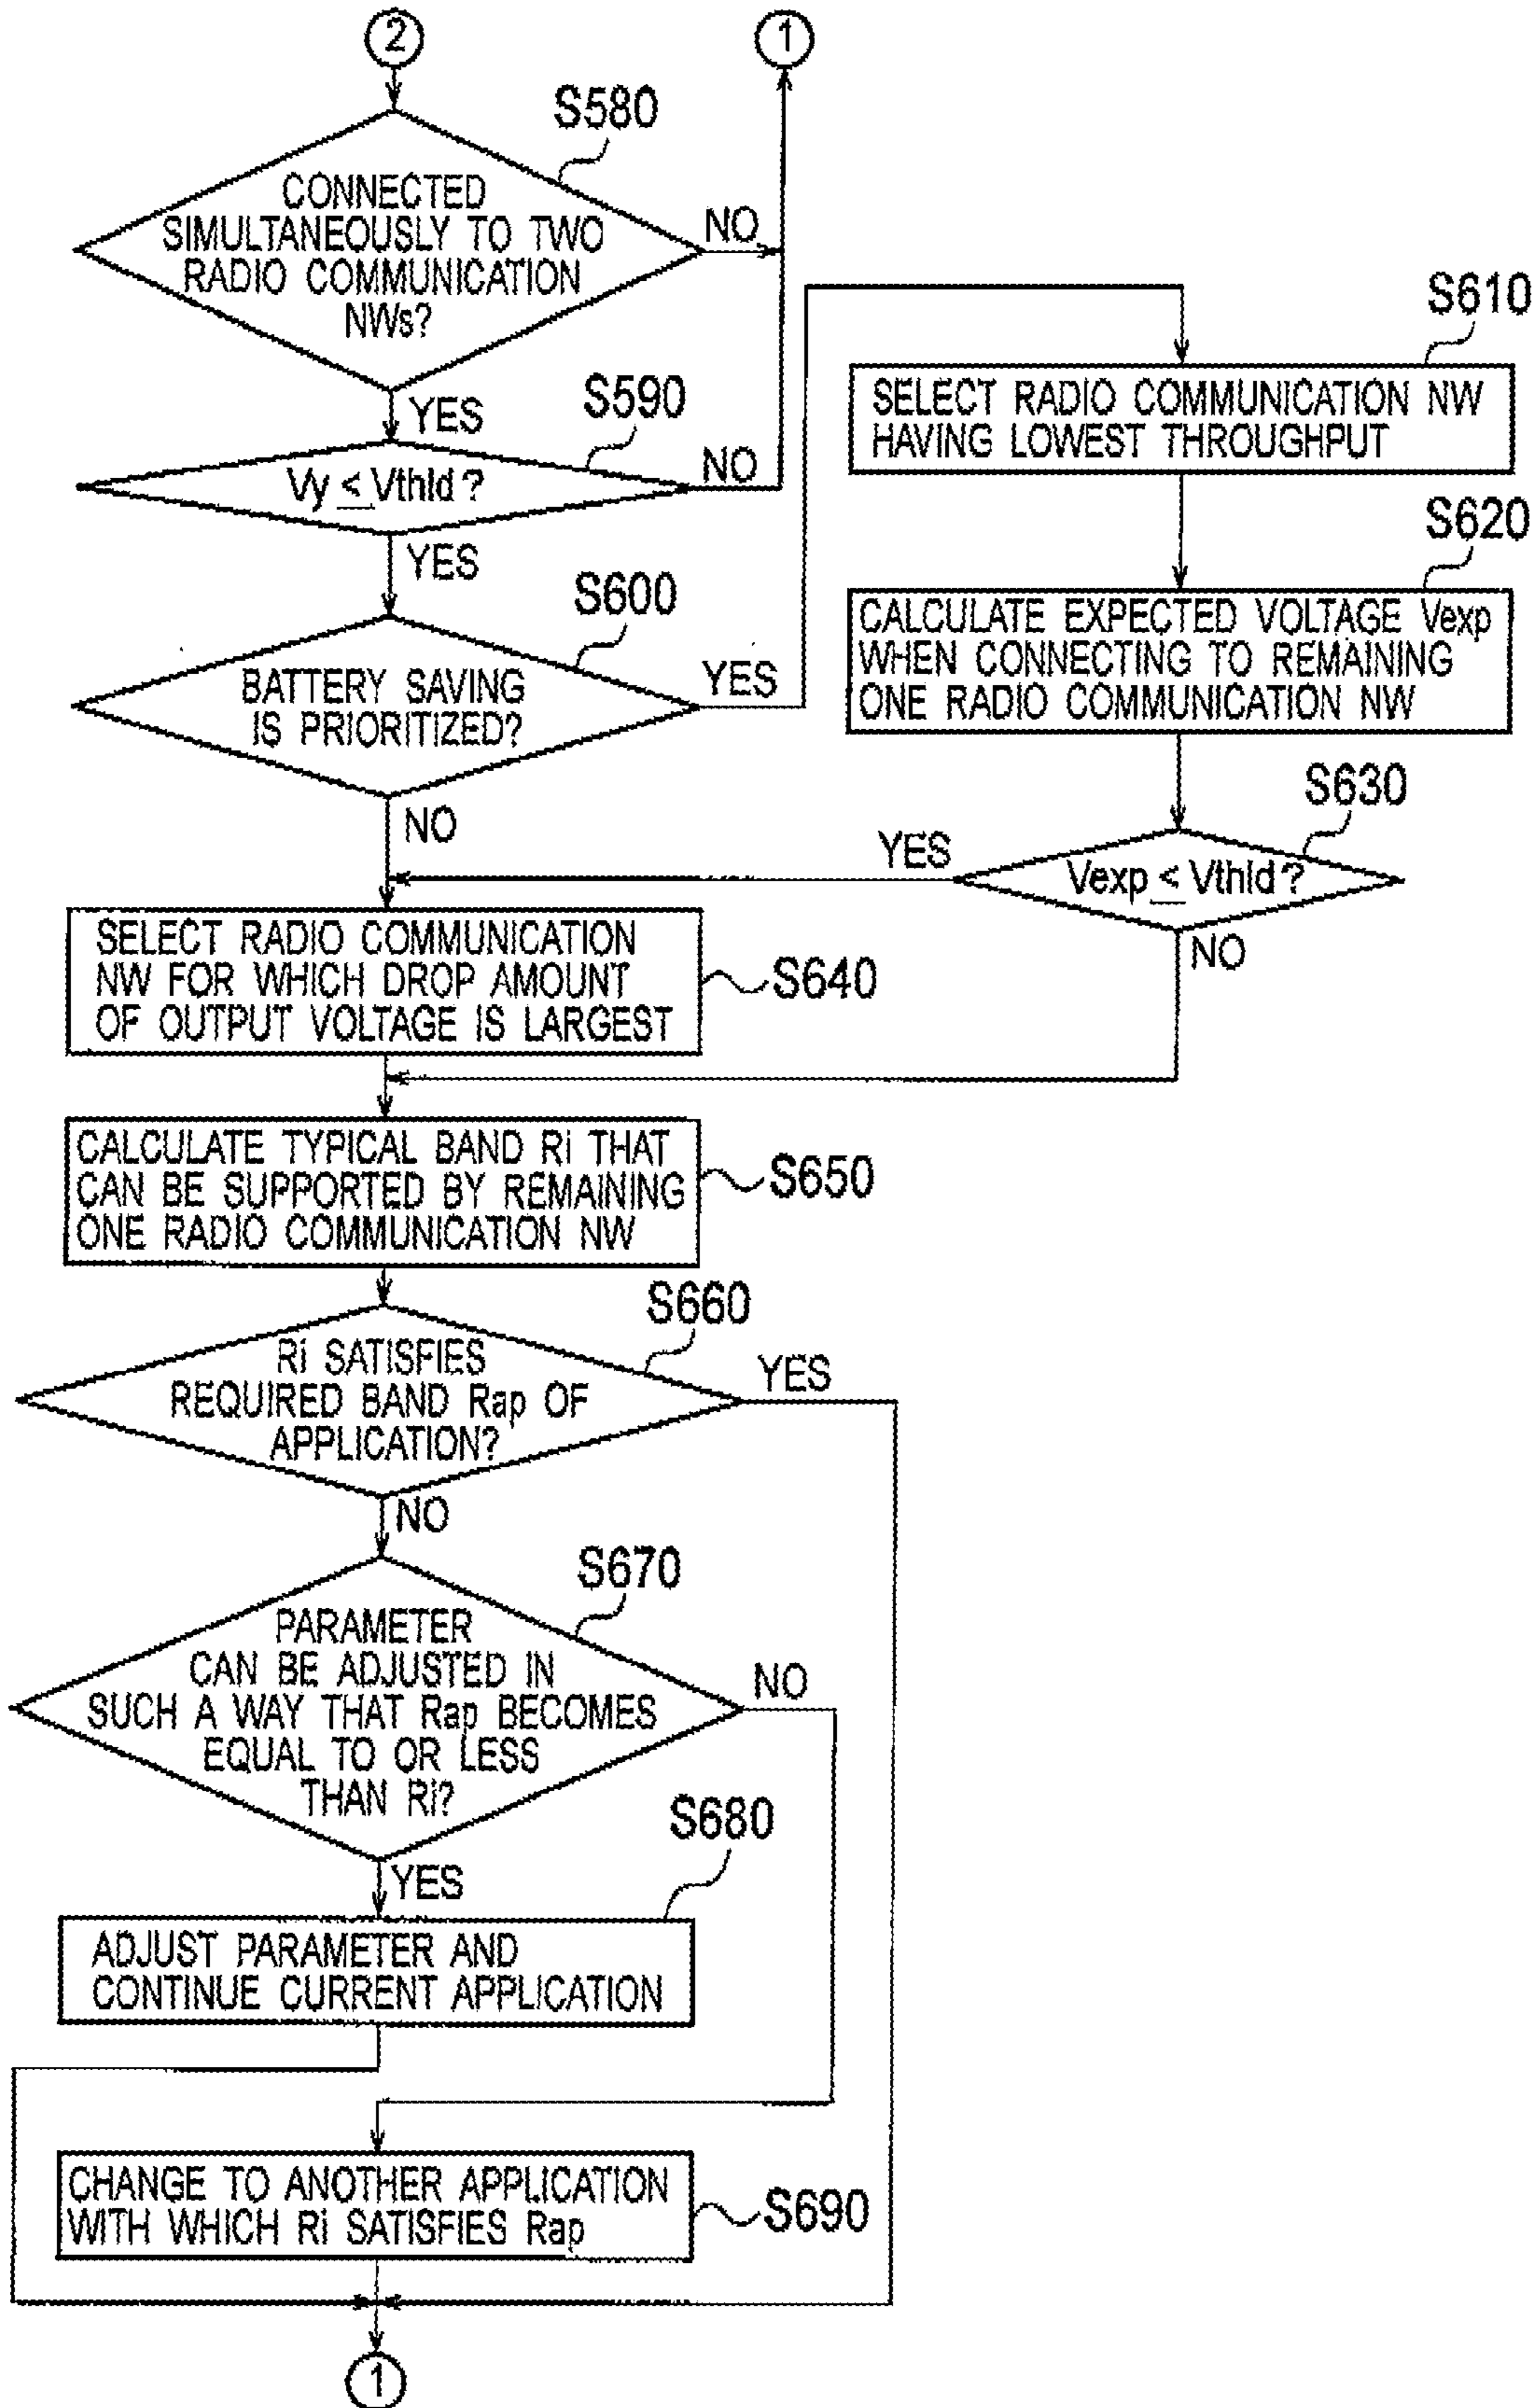 2
1
S580
CONNECTED
SIMULTANEOUSLY TO TWO
RADIO COMMUNICATION
NWs?
NO
YES
S590
Vy ≤ Vthld ?
NO
YES
S600
BATTERY SAVING
IS PRIORITIZED?
YES
NO
S610
SELECT RADIO COMMUNICATION NW
HAVING LOWEST THROUGHPUT
S620
CALCULATE EXPECTED VOLTAGE Vexp
WHEN CONNECTING TO REMAINING
ONE RADIO COMMUNICATION NW
S630
Vexp ≤ Vthld ?
YES
NO
SELECT RADIO COMMUNICATION
NW FOR WHICH DROP AMOUNT
OF OUTPUT VOLTAGE IS LARGEST
S640
CALCULATE TYPICAL BAND Ri THAT
CAN BE SUPPORTED BY REMAINING
ONE RADIO COMMUNICATION NW
S650
S660
Ri SATISFIES
REQUIRED BAND Rap OF
APPLICATION?
YES
NO
S670
PARAMETER
CAN BE ADJUSTED IN
SUCH A WAY THAT Rap BECOMES
EQUAL TO OR LESS
THAN Ri?
NO
YES
S680
ADJUST PARAMETER AND
CONTINUE CURRENT APPLICATION
CHANGE TO ANOTHER APPLICATION
WITH WHICH Ri SATISFIES Rap
S690
1